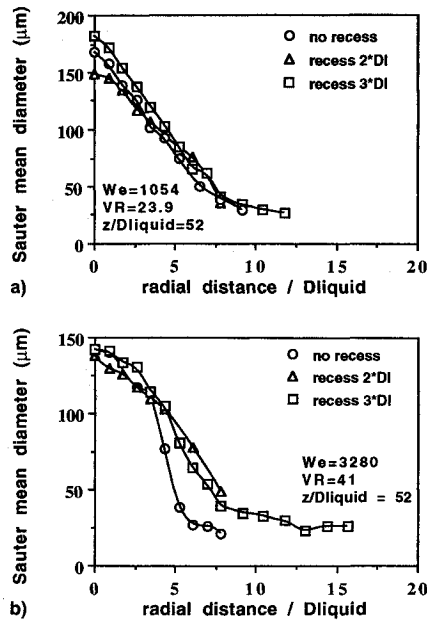 Sauter mean diameter (μm)
200
150
100
50
0
no recess
recess 2*Dl
recess 3*Dl
We=1054
VR=23.9
z/Dliquid=52
0 5 10 15 20
a)
radial distance / Dliquid
Sauter mean diameter (μm)
150
100
50
0
no recess
recess 2*Dl
recess 3*Dl
We=3280
VR=41
z/Dliquid = 52
0 5 10 15 20
b)
radial distance / Dliquid